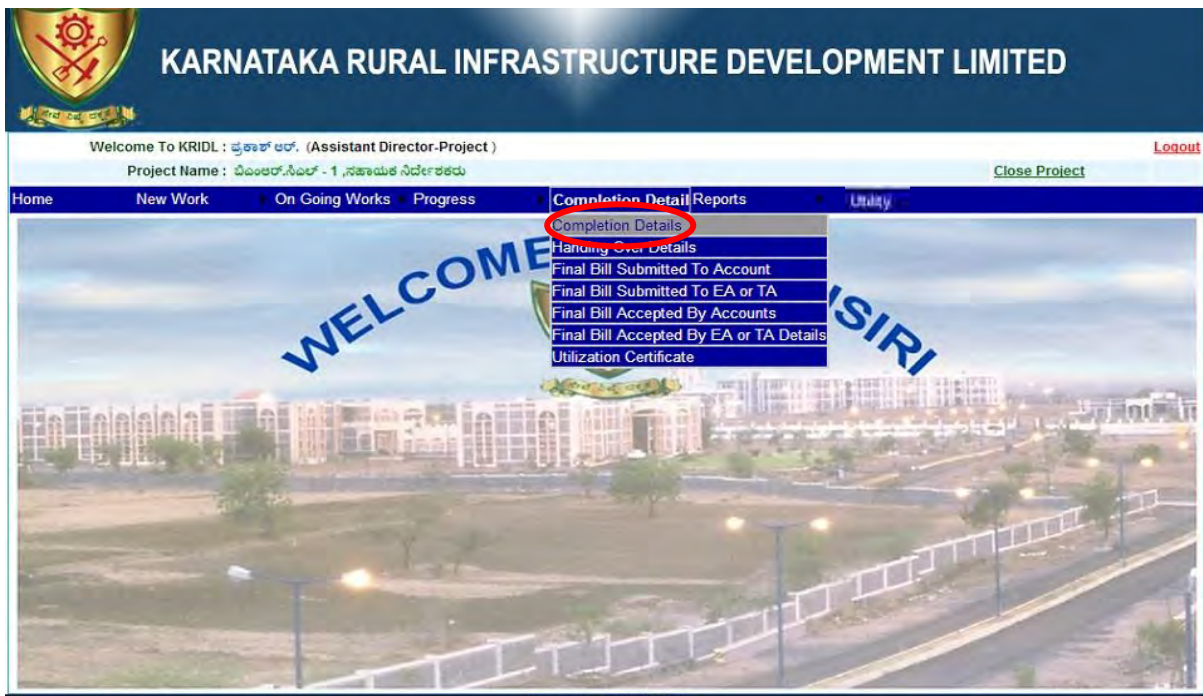 KARNATAKA RURAL INFRASTRUCTURE DEVELOPMENT LIMITED
Welcome To KRIDL : ಪ್ರಕಾಶ್ ಆರ್. (Assistant Director-Project ) Logout
Project Name : ಬಿಎಂಆರ್.ಸಿಎಲ್ - 1 ,ಸಹಾಯಕ ನಿರ್ದೇಶಕರು Close Project
Home New Work On Going Works Progress Completion Detail Reports Utility
Completion Details
Handing Over Details
Final Bill Submitted To Account
Final Bill Submitted To EA or TA
Final Bill Accepted By Accounts
Final Bill Accepted By EA or TA Details
Utilization Certificate
WELCOME